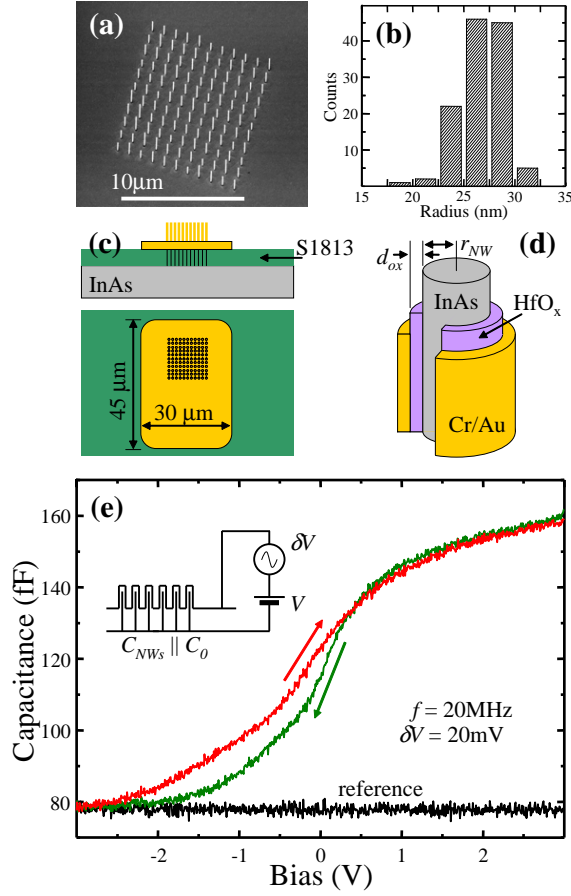 (a)
10μm
(b)
Counts
40
30
20
10
0
15 20 25 30 35
Radius (nm)
(c)
S1813
InAs
45 μm
30 μm
(d)
r_NW
d_ox
InAs
HfO_x
Cr/Au
(e)
Capacitance (fF)
160
140
120
100
80
δV
V
C_NWs || C_0
f = 20MHz
δV = 20mV
reference
-2 -1 0 1 2 3
Bias (V)